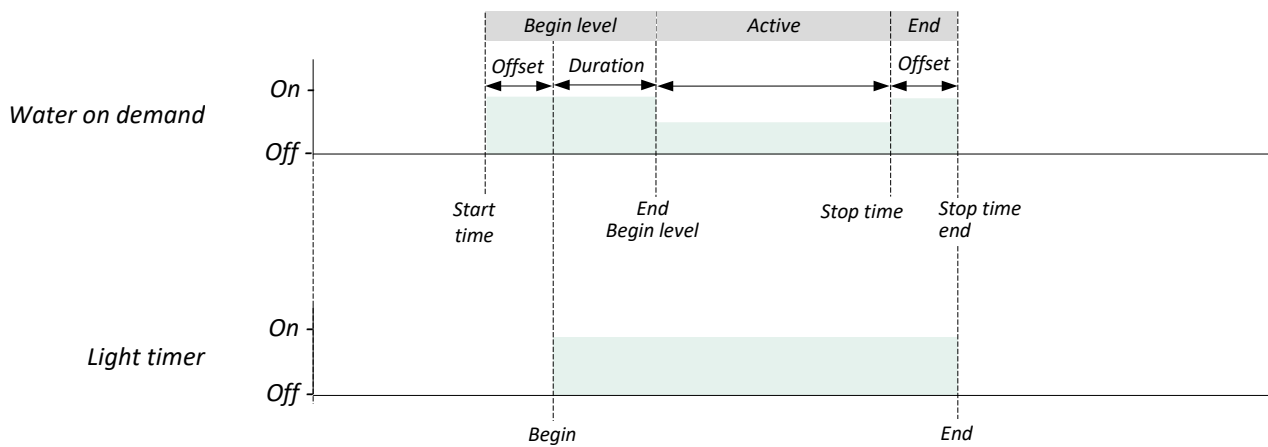 Begin level Active End
Offset Duration Offset
On
Water on demand
Off
Start time
End Begin level
Stop time
Stop time end
On
Light timer
Off
Begin End